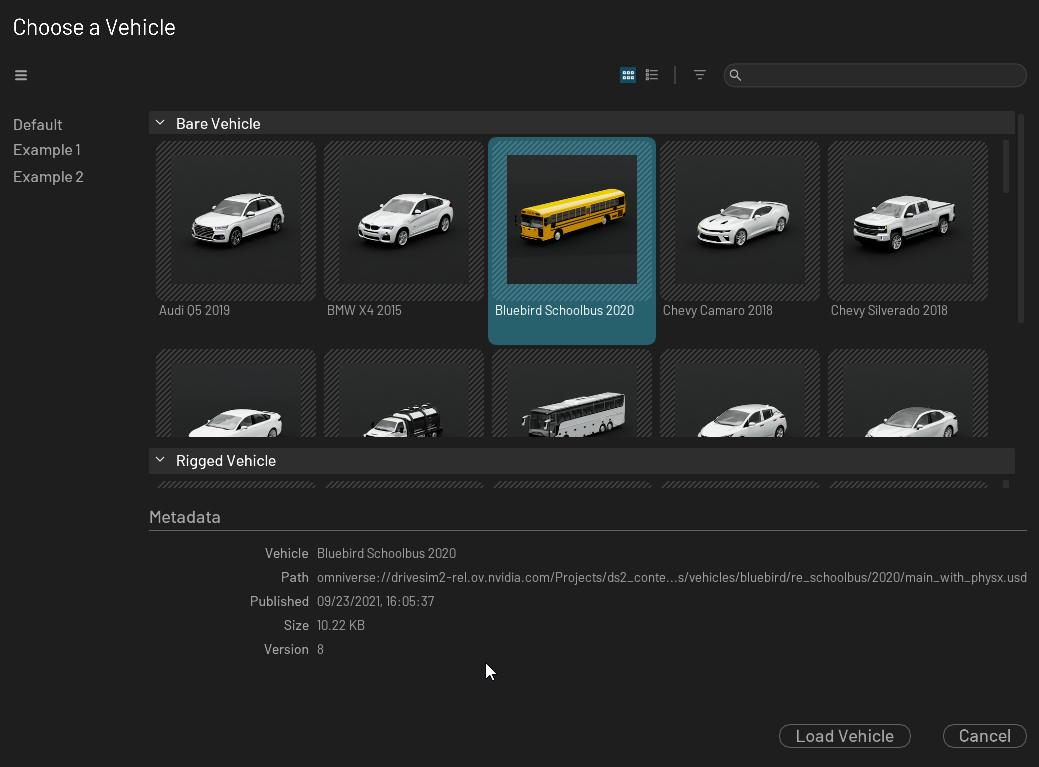 Choose a Vehicle
Default
Example 1
Example 2
Bare Vehicle
Audi Q5 2019
BMW X4 2015
Bluebird Schoolbus 2020
Chevy Camaro 2018
Chevy Silverado 2018
Rigged Vehicle
Metadata
Vehicle Bluebird Schoolbus 2020
Path omniverse://drivesim2-rel.ov.nvidia.com/Projects/ds2_conte...s/vehicles/bluebird/re_schoolbus/2020/main_with_physx.usd
Published 09/23/2021, 16:05:37
Size 10.22 KB
Version 8
Load Vehicle
Cancel